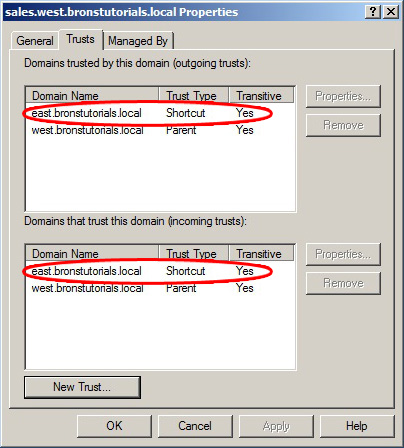 sales.west.bronstutorials.local Properties
General Trusts Managed By
Domains trusted by this domain (outgoing trusts):
Domain Name Trust Type Transitive Properties...
east.bronstutorials.local Shortcut Yes
west.bronstutorials.local Parent Yes Remove
Domains that trust this domain (incoming trusts):
Domain Name Trust Type Transitive Properties...
east.bronstutorials.local Shortcut Yes
west.bronstutorials.local Parent Yes Remove
New Trust...
OK Cancel Apply Help